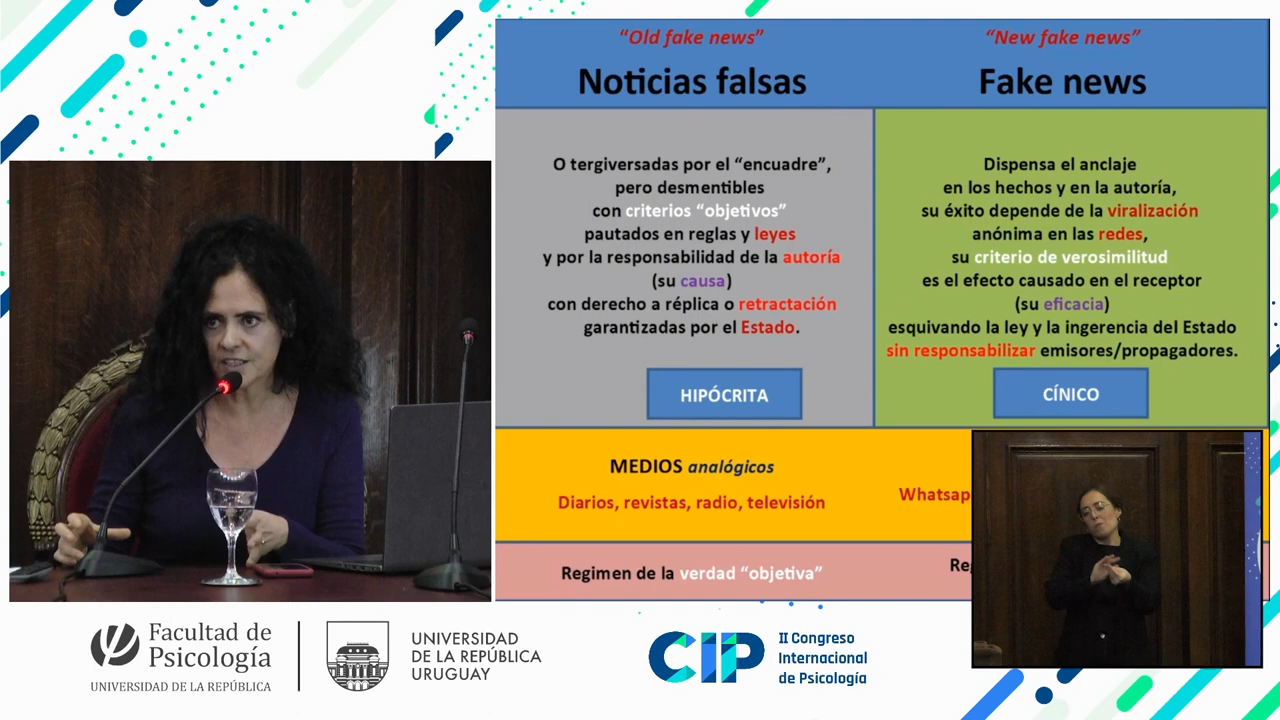 “Old fake news”
Noticias falsas
O tergiversadas por el “encuadre”,
pero desmentibles
con criterios “objetivos”
pautados en reglas y leyes
y por la responsabilidad de la autoría
(su causa)
con derecho a réplica o retractación
garantizadas por el Estado.
HIPÓCRITA
“New fake news”
Fake news
Dispensa el anclaje
en los hechos y en la autoría,
su éxito depende de la viralización
anónima en las redes,
su criterio de verosimilitud
es el efecto causado en el receptor
(su eficacia)
esquivando la ley y la ingerencia del Estado
sin responsabilizar emisores/propagadores.
CÍNICO
MEDIOS analógicos
Diarios, revistas, radio, televisión
Whatsap
Regimen de la verdad “objetiva”
Facultad de
Psicología
UNIVERSIDAD DE LA REPÚBLICA
UNIVERSIDAD
DE LA REPÚBLICA
URUGUAY
CIP
II Congreso
Internacional
de Psicología